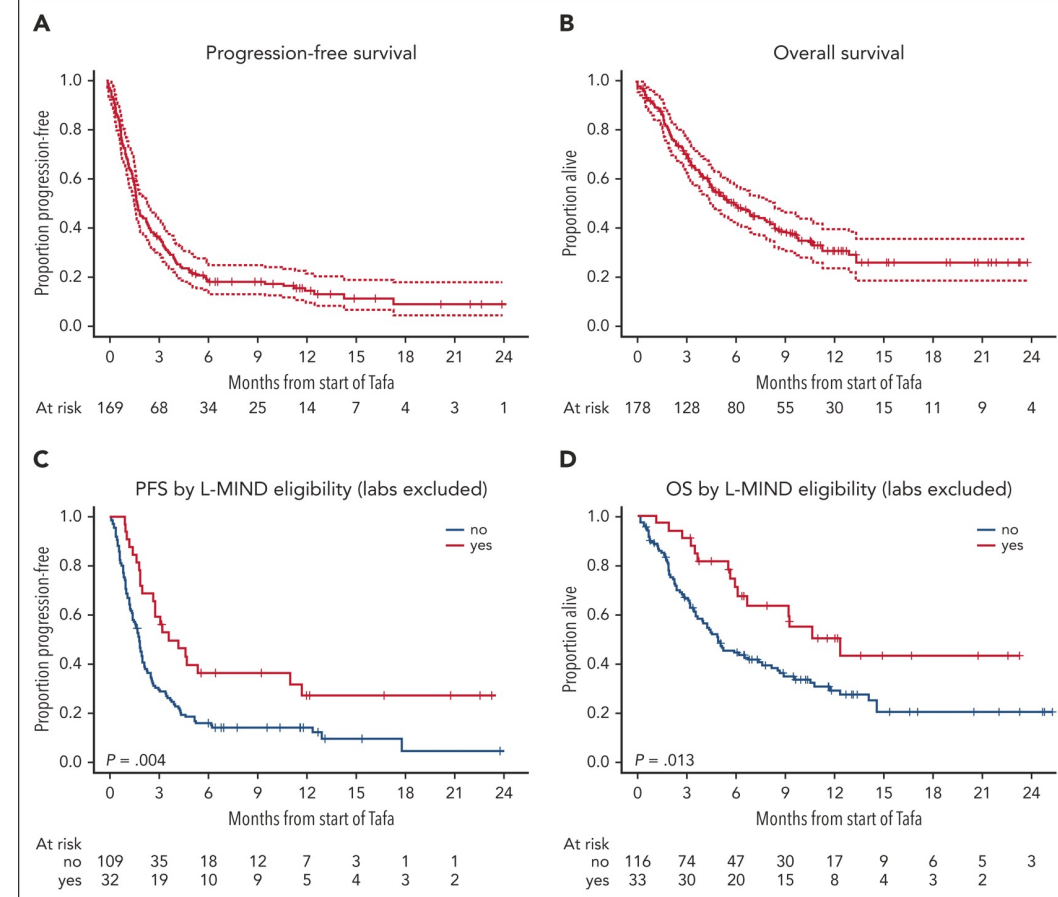 A
Progression-free survival
Proportion progression-free
1.0
0.8
0.6
0.4
0.2
0.0
0 3 6 9 12 15 18 21 24
Months from start of Tafa
At risk 169 68 34 25 14 7 4 3 1
B
Overall survival
Proportion alive
1.0
0.8
0.6
0.4
0.2
0.0
0 3 6 9 12 15 18 21 24
Months from start of Tafa
At risk 178 128 80 55 30 15 11 9 4
C
PFS by L-MIND eligibility (labs excluded)
Proportion progression-free
1.0
0.8
0.6
0.4
0.2
0.0
no
yes
P = .004
0 3 6 9 12 15 18 21 24
Months from start of Tafa
At risk
no 109 35 18 12 7 3 1 1
yes 32 19 10 9 5 4 3 2
D
OS by L-MIND eligibility (labs excluded)
Proportion alive
1.0
0.8
0.6
0.4
0.2
0.0
no
yes
P = .013
0 3 6 9 12 15 18 21 24
Months from start of Tafa
At risk
no 116 74 47 30 17 9 6 5 3
yes 33 30 20 15 8 4 3 2